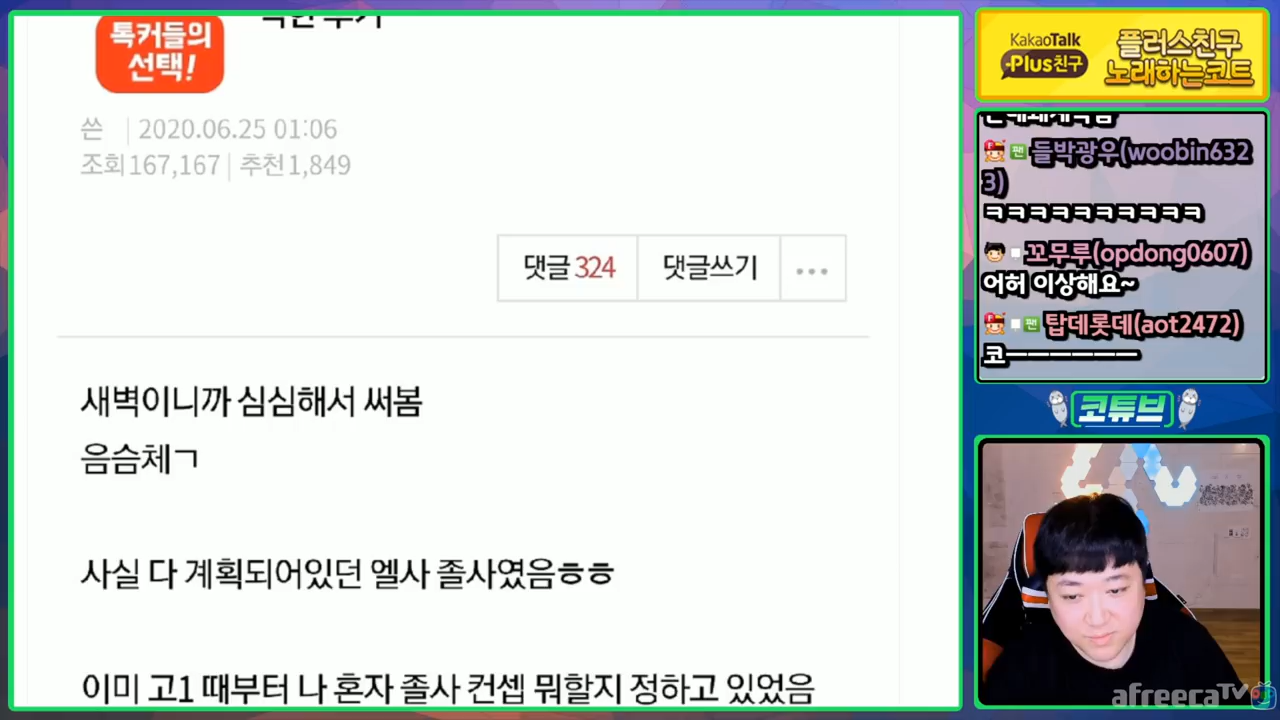 톡커들의
선택!
쓴 | 2020.06.25 01:06
조회 167,167 | 추천 1,849
댓글 324
댓글쓰기
...
새벽이니까 심심해서 써봄
음슴체ㄱ
사실 다 계획되어있던 엘사 졸사였음ㅎㅎ
이미 고1 때부터 나 혼자 졸사 컨셉 뭐할지 정하고 있었음
KakaoTalk
Plus친구
플러스친구
노래하는코트
팬 들박광우(woobin632
3)
ㅋㅋㅋㅋㅋㅋㅋㅋㅋㅋ
꼬무루(opdong0607)
어허 이상해요~
팬 탑데롯데(aot2472)
코ㅡㅡㅡㅡㅡㅡ
코튜브
afreecaTV